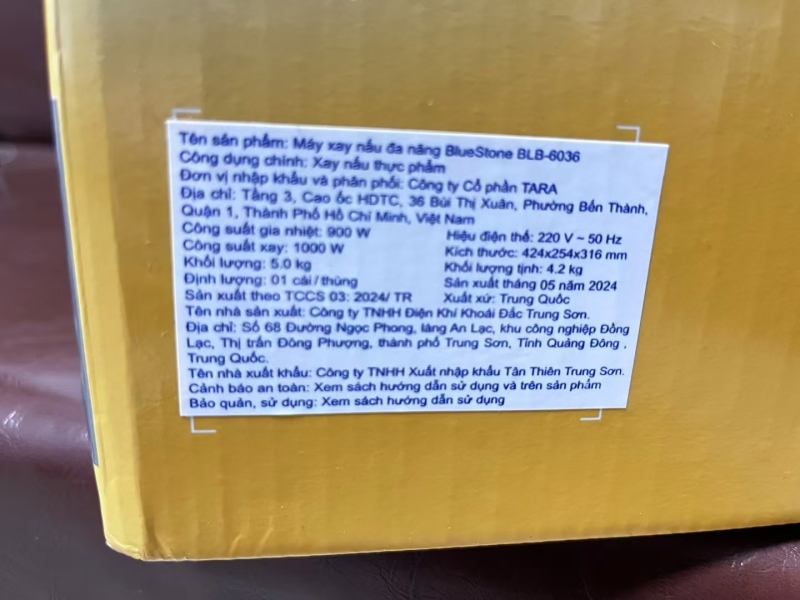 Tên sản phẩm: Máy xay nấu đa năng BlueStone BLB-6036
Công dụng chính: Xay nấu thực phẩm
Đơn vị nhập khẩu và phân phối: Công ty Cổ phần TARA
Địa chỉ: Tầng 3, Cao ốc HDTC, 36 Bùi Thị Xuân, Phường Bến Thành,
Quận 1, Thành Phố Hồ Chí Minh, Việt Nam
Công suất gia nhiệt: 900 W Hiệu điện thế: 220 V ~ 50 Hz
Công suất xay: 1000 W Kích thước: 424x254x316 mm
Khối lượng: 5.0 kg Khối lượng tịnh: 4.2 kg
Định lượng: 01 cái/thùng Sản xuất tháng 05 năm 2024
Sản xuất theo TCCS 03: 2024/ TR Xuất xứ: Trung Quốc
Tên nhà sản xuất: Công ty TNHH Điện Khí Khoái Đắc Trung Sơn.
Địa chỉ: Số 68 Đường Ngọc Phong, làng An Lạc, khu công nghiệp Đồng
Lạc, Thị trấn Đông Phượng, thành phố Trung Sơn, Tỉnh Quảng Đông ,
Trung Quốc.
Tên nhà xuất khẩu: Công ty TNHH Xuất nhập khẩu Tân Thiên Trung Sơn.
Cảnh báo an toàn: Xem sách hướng dẫn sử dụng và trên sản phẩm
Bảo quản, sử dụng: Xem sách hướng dẫn sử dụng